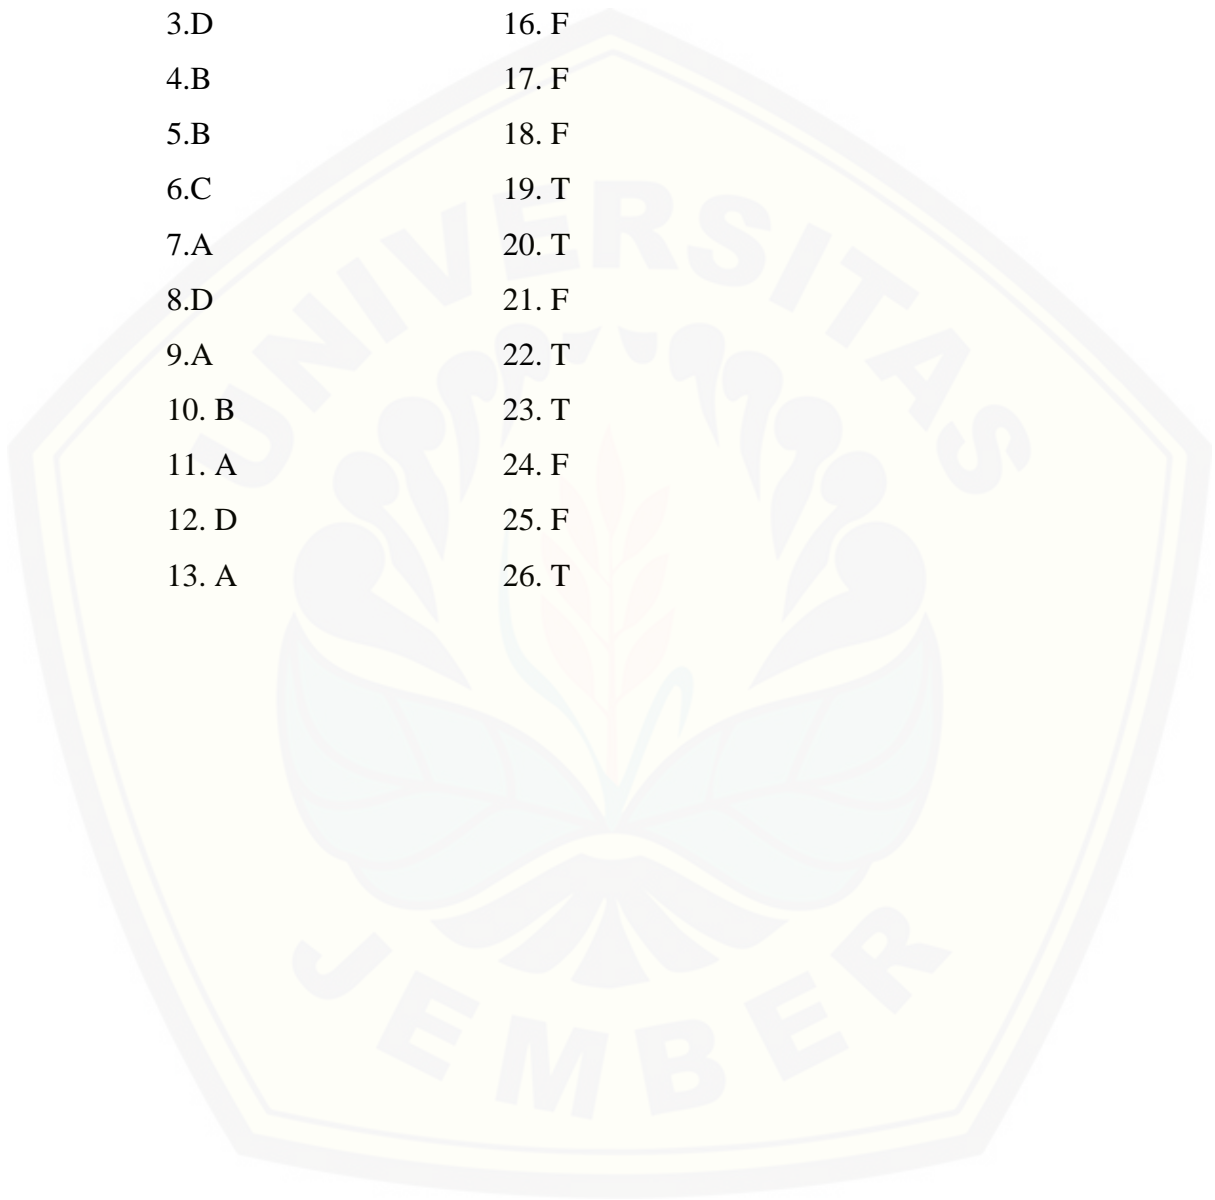 3.D
4.B
5.B
6.C
7.A
8.D
9.A
10. B
11. A
12. D
13. A
16. F
17. F
18. F
19. T
20. T
21. F
22. T
23. T
24. F
25. F
26. T
UNIVERSITAS
JEMBER